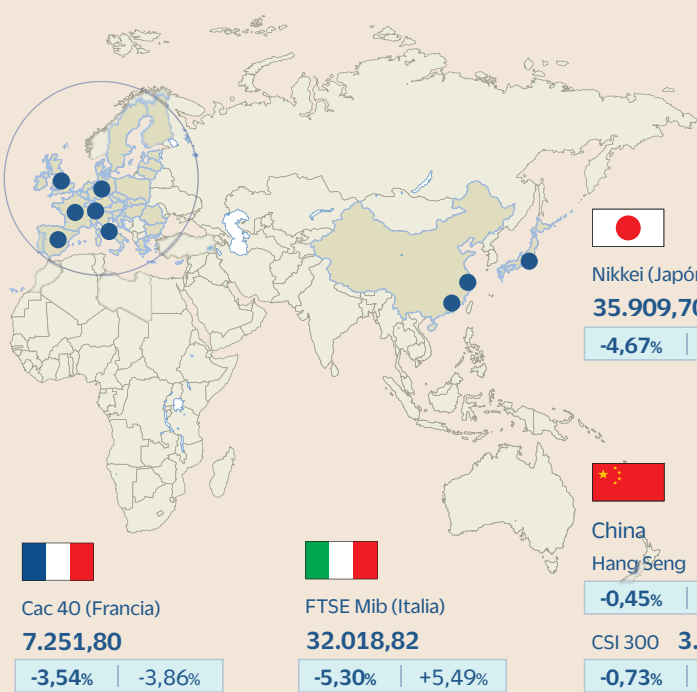 Nikkei (Japón
35.909,70
-4,67%
China
Hang Seng
-0,45%
CSI 300 3.
-0,73%
Cac 40 (Francia)
7.251,80
-3,54% -3,86%
FTSE Mib (Italia)
32.018,82
-5,30% +5,49%